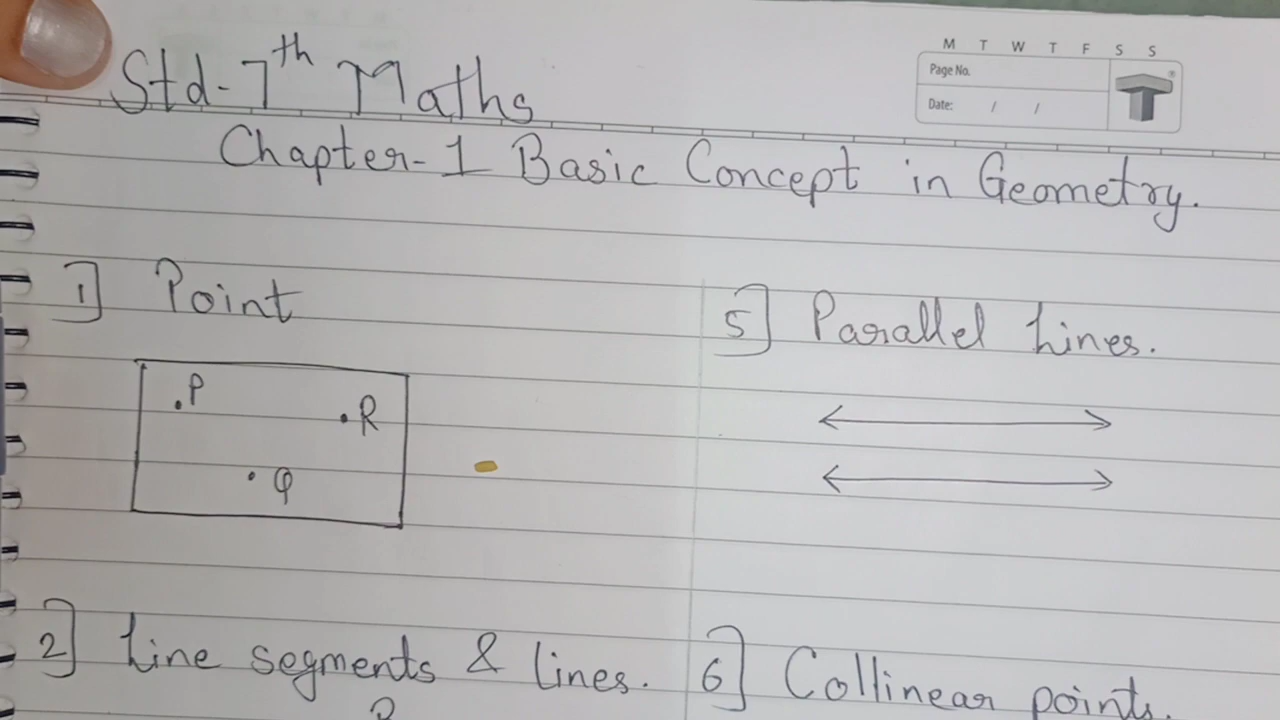 M T W T F S S
Page No.
Date: / /
Std-7th Maths
Chapter-1 Basic Concept in Geometry.
1] Point
P
R
Q
5] Parallel Lines.
2] Line segments & lines.
6] Collinear points.